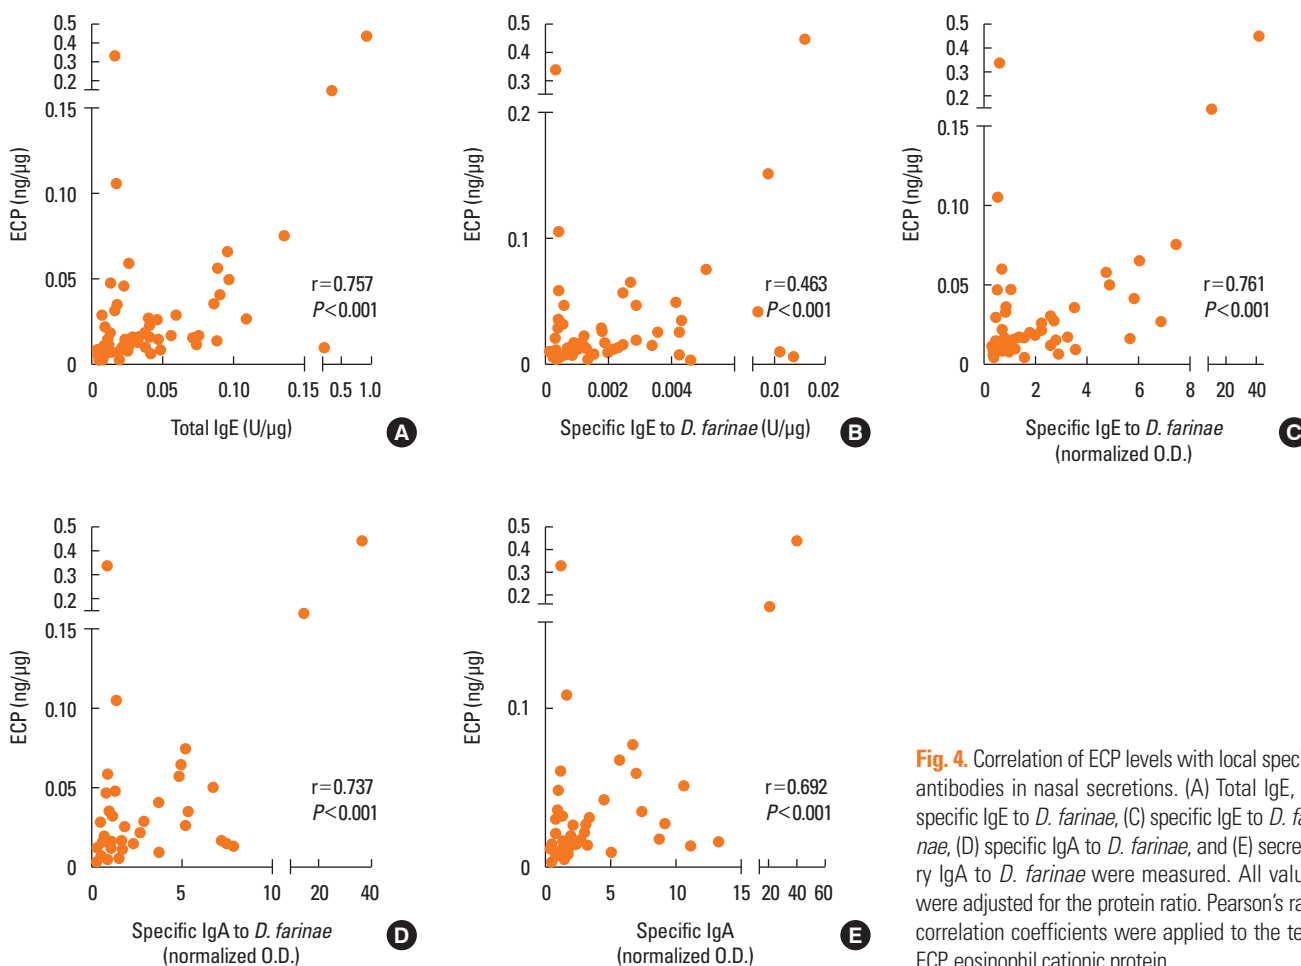 0.5
0.4
0.3
0.2
0.15
0.10
0.05
0
ECP (ng/μg)
r=0.757
P<0.001
0 0.05 0.10 0.15 0.5 1.0
Total IgE (U/μg)
A
0.5
0.4
0.3
0.2
0.1
0
ECP (ng/μg)
r=0.463
P<0.001
0 0.002 0.004 0.01 0.02
Specific IgE to D. farinae (U/μg)
B
0.5
0.4
0.3
0.2
0.15
0.10
0.05
0
ECP (ng/μg)
r=0.761
P<0.001
0 2 4 6 8 20 40
Specific IgE to D. farinae
(normalized O.D.)
C
0.5
0.4
0.3
0.2
0.15
0.10
0.05
0
ECP (ng/μg)
r=0.737
P<0.001
0 5 10 20 40
Specific IgA to D. farinae
(normalized O.D.)
D
0.5
0.4
0.3
0.2
0.1
0
ECP (ng/μg)
r=0.692
P<0.001
0 5 10 15 20 40 60
Specific IgA
(normalized O.D.)
E
Fig. 4. Correlation of ECP levels with local spec
antibodies in nasal secretions. (A) Total IgE,
specific IgE to D. farinae, (C) specific IgE to D. fa
nae, (D) specific IgA to D. farinae, and (E) secre
ry IgA to D. farinae were measured. All valu
were adjusted for the protein ratio. Pearson's ra
correlation coefficients were applied to the te
ECP eosinophil cationic protein